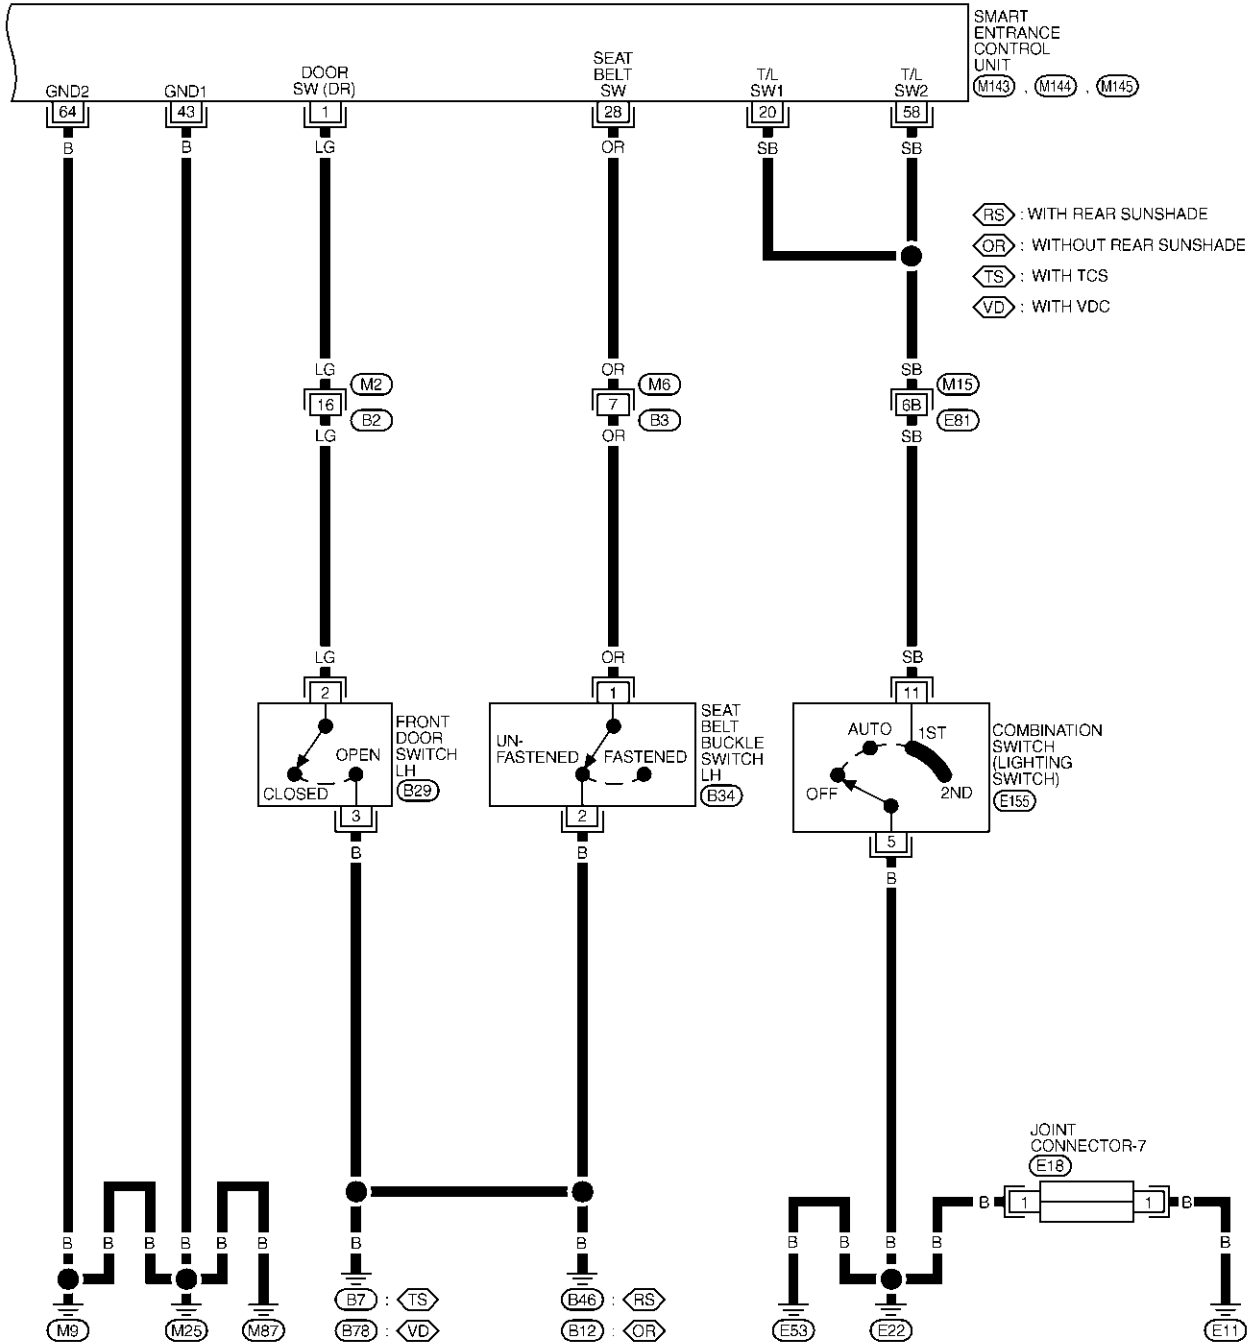 SMART
ENTRANCE
CONTROL
UNIT
M143 , M144 , M145
GND2
GND1
DOOR
SW (DR)
SEAT
BELT
SW
T/L
SW1
T/L
SW2
64
43
1
28
20
58
B
B
LG
OR
SB
SB
RS : WITH REAR SUNSHADE
OR : WITHOUT REAR SUNSHADE
TS : WITH TCS
VD : WITH VDC
LG
OR
SB
16
M2
B2
7
M6
B3
6B
M15
E81
LG
OR
SB
LG
OR
SB
2
1
11
CLOSED
OPEN
FRONT
DOOR
SWITCH
LH
B29
3
UN-
FASTENED
FASTENED
SEAT
BELT
BUCKLE
SWITCH
LH
B34
2
OFF
AUTO
1ST
2ND
COMBINATION
SWITCH
(LIGHTING
SWITCH)
E155
5
B
B
B
JOINT
CONNECTOR-7
E18
B
1
1
B
B
B
B
B
B
B
B
B
B
B
B
B
B
M9
M25
M87
B7 : TS
B78 : VD
B46 : RS
B12 : OR
E53
E22
E11